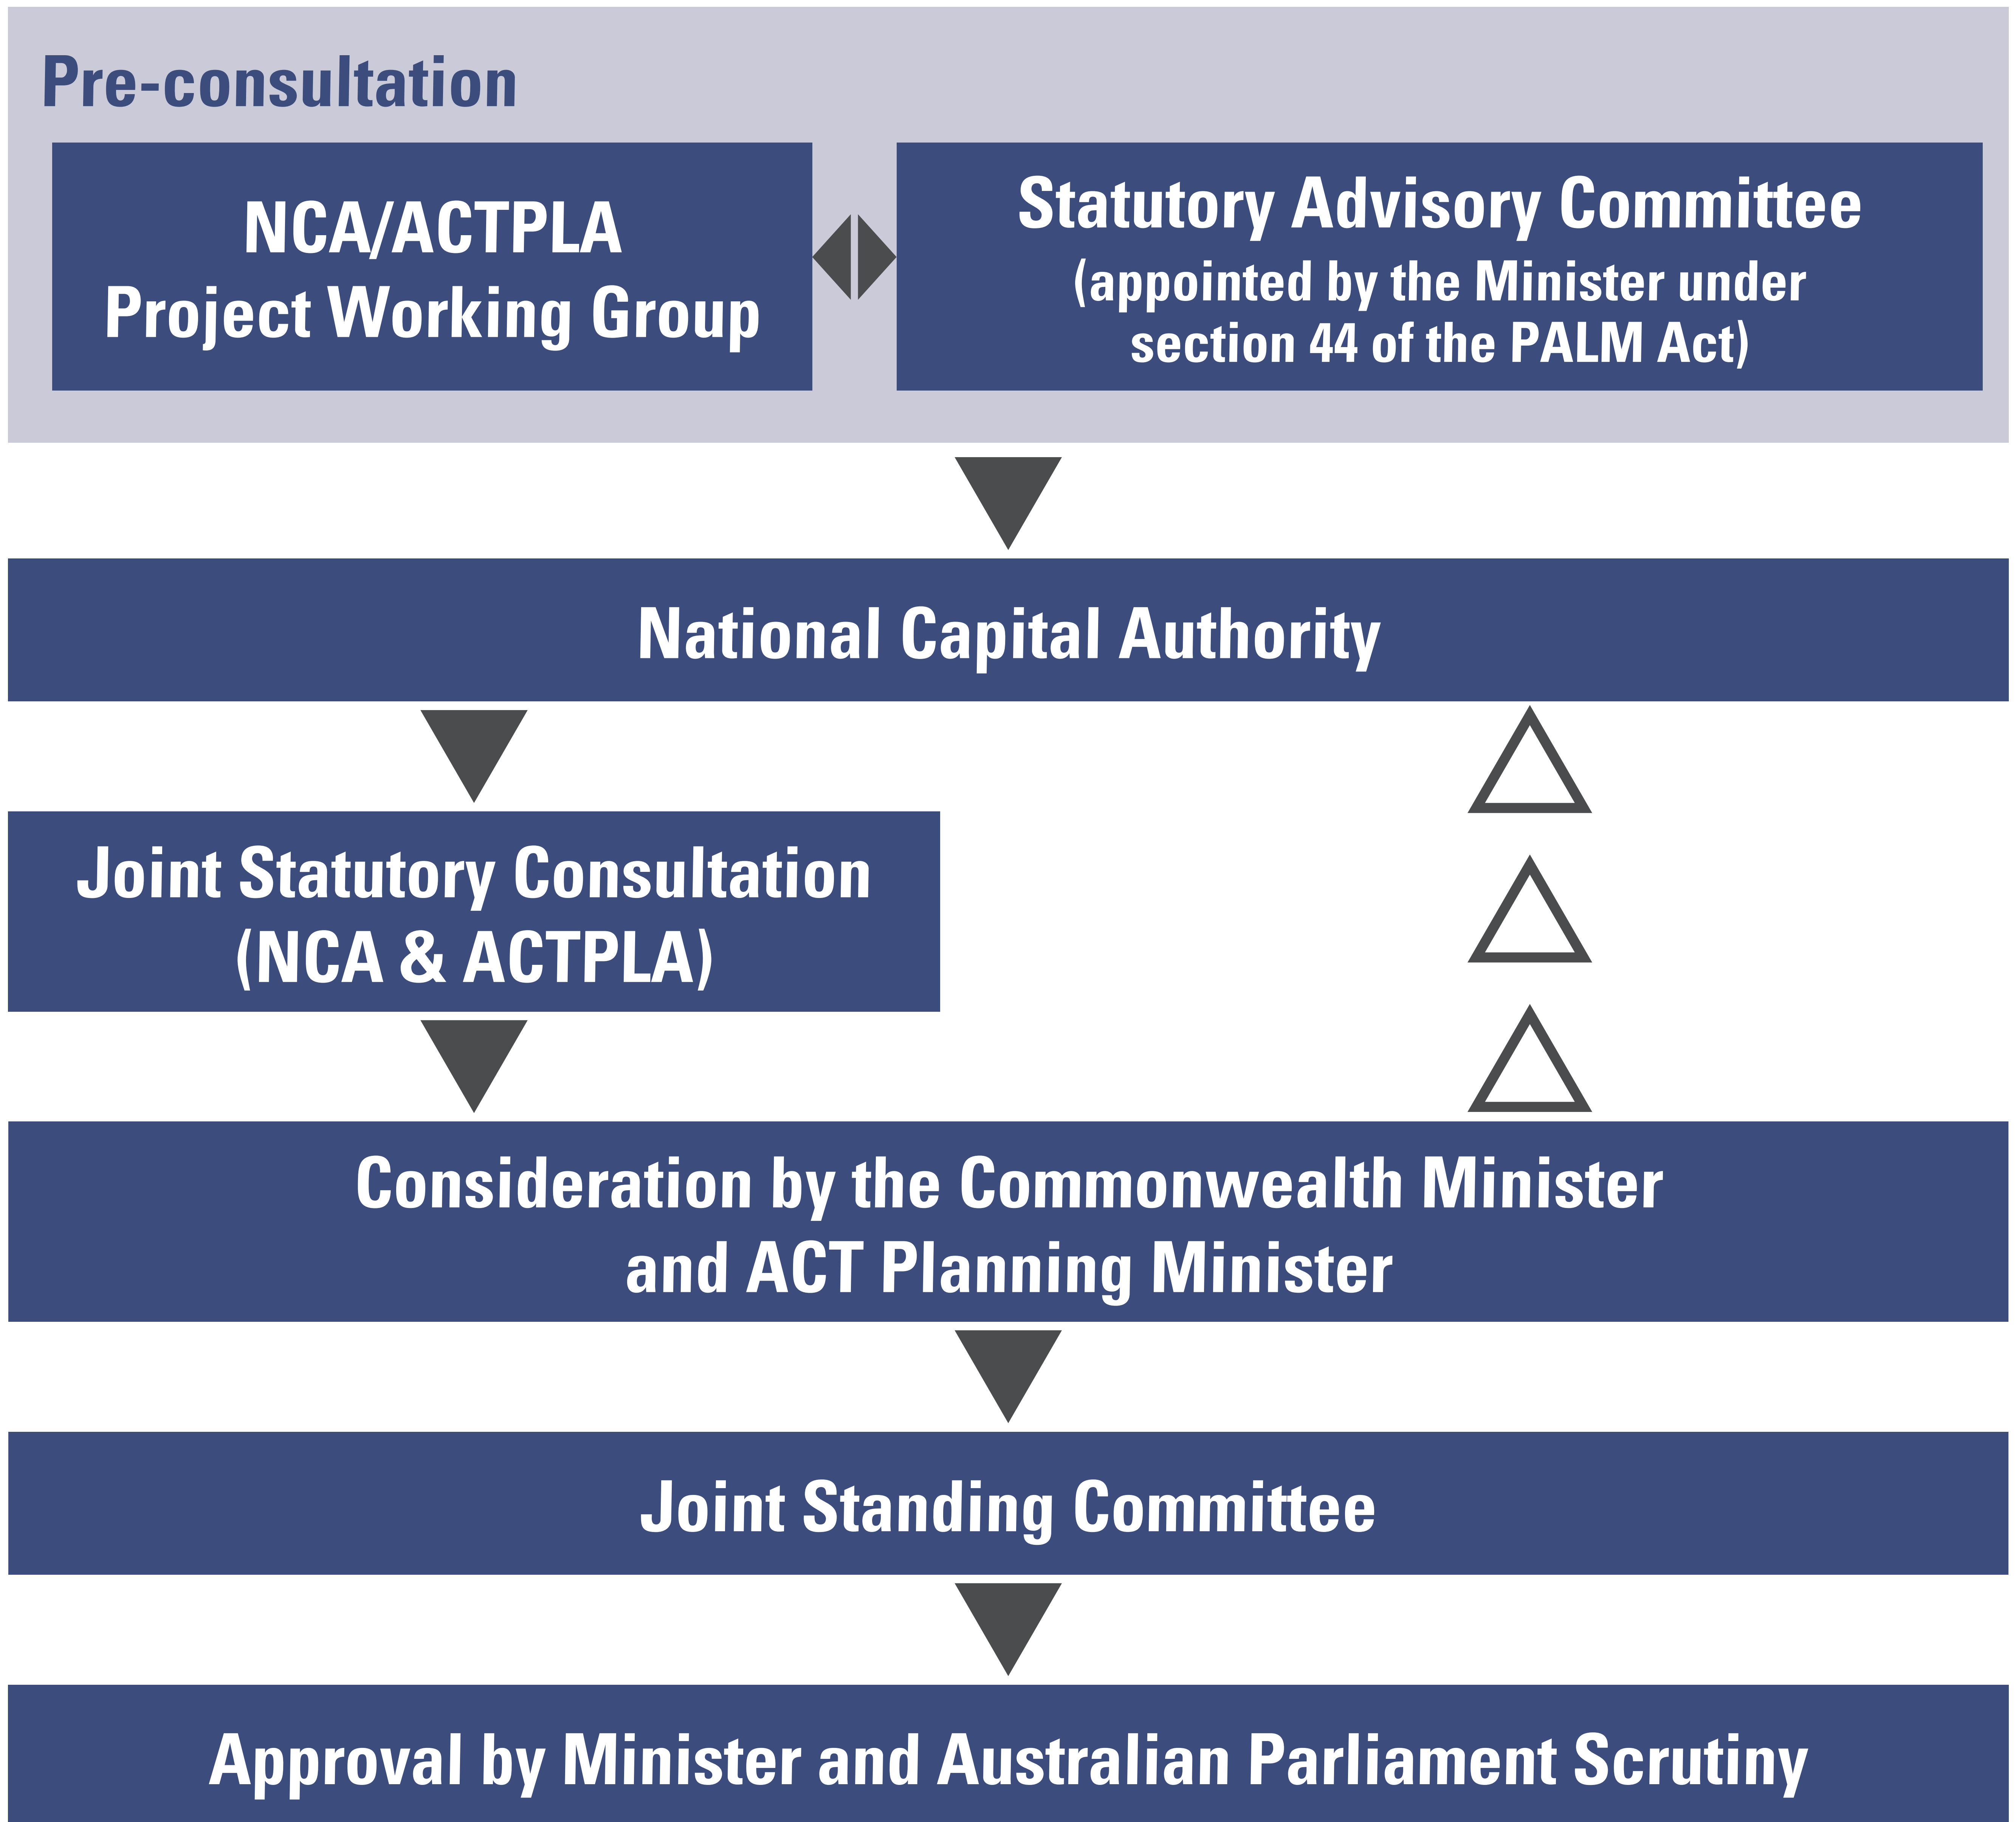 Pre-consultation
NCA/ACTPLA
Project Working Group
Statutory Advisory Committee
(appointed by the Minister under
section 44 of the PALM Act)
National Capital Authority
Joint Statutory Consultation
(NCA & ACTPLA)
Consideration by the Commonwealth Minister
and ACT Planning Minister
Joint Standing Committee
Approval by Minister and Australian Parliament Scrutiny